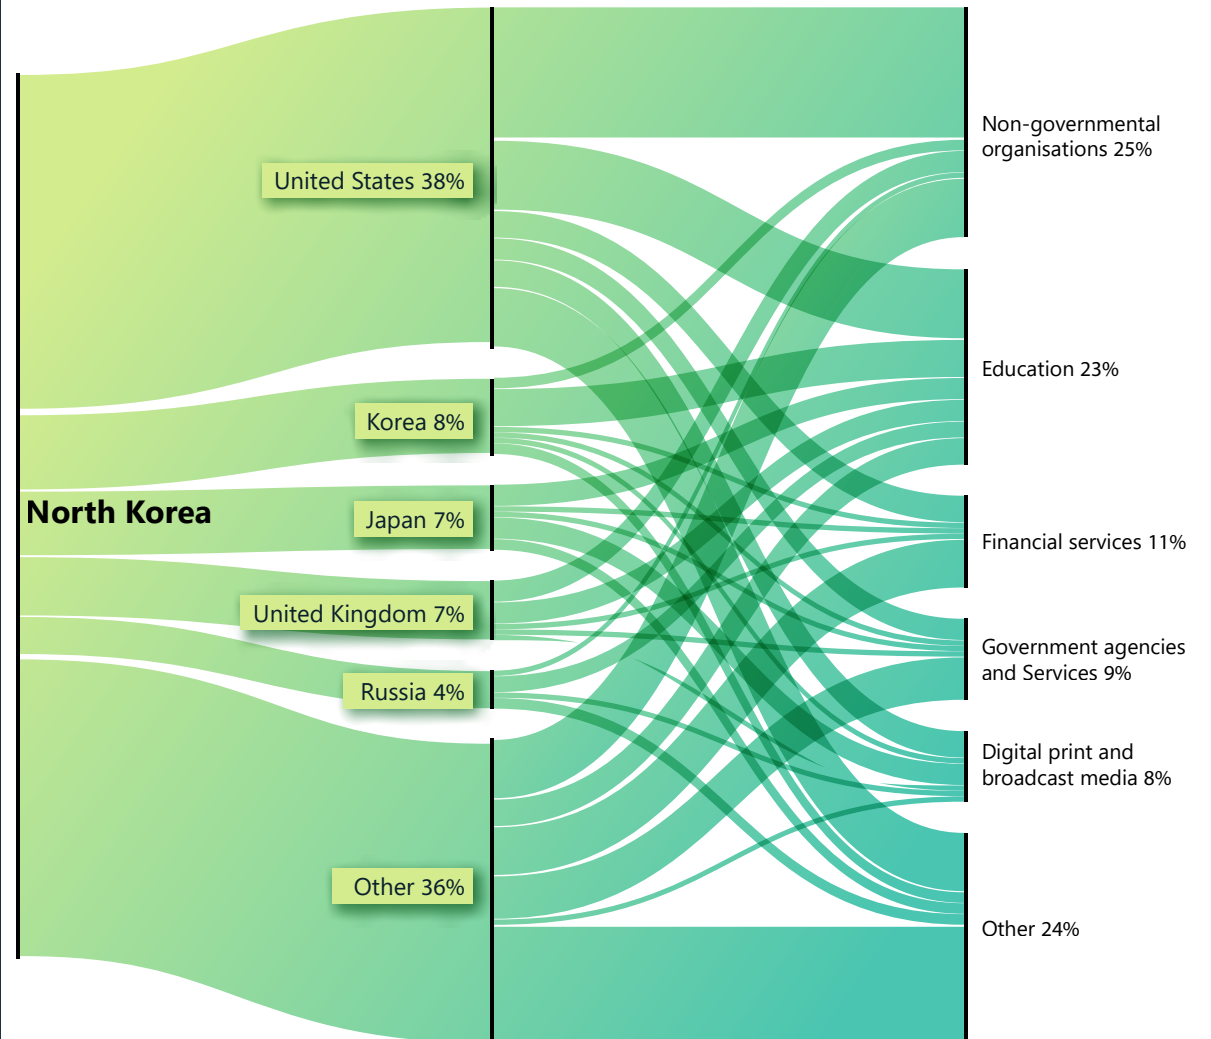 North Korea
United States 38%
Korea 8%
Japan 7%
United Kingdom 7%
Russia 4%
Other 36%
Non-governmental
organisations 25%
Education 23%
Financial services 11%
Government agencies
and Services 9%
Digital print and
broadcast media 8%
Other 24%